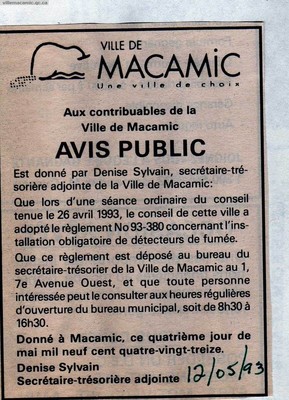 villemacamic.qc.ca
VILLE DE
MACAMIC
Une ville de choix
Aux contribuables de la
Ville de Macamic
AVIS PUBLIC
Est donné par Denise Sylvain, secrétaire-tré-
sorière adjointe de la Ville de Macamic:
Que lors d'une séance ordinaire du conseil
tenue le 26 avril 1993, le conseil de cette ville a
adopté le règlement No 93-380 concernant l'ins-
tallation obligatoire de détecteurs de fumée.
Que ce règlement est déposé au bureau du
secrétaire-trésorier de la Ville de Macamic au 1,
7e Avenue Ouest, et que toute personne
intéressée peut le consulter aux heures régulières
d'ouverture du bureau municipal, soit de 8h30 à
16h30.
Donné à Macamic, ce quatrième jour de
mai mil neuf cent quatre-vingt-treize.
Denise Sylvain
Secrétaire-trésorière adjointe 12/05/93